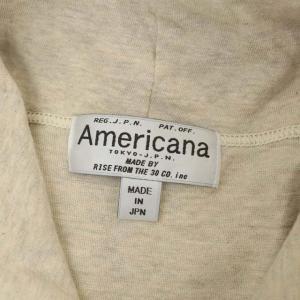 REG. J. P. N. PAT. OFF.
Americana
TOKYO-J.P.N.
MADE BY
RISE FROM THE 30 CO. inc
MADE
IN
JPN